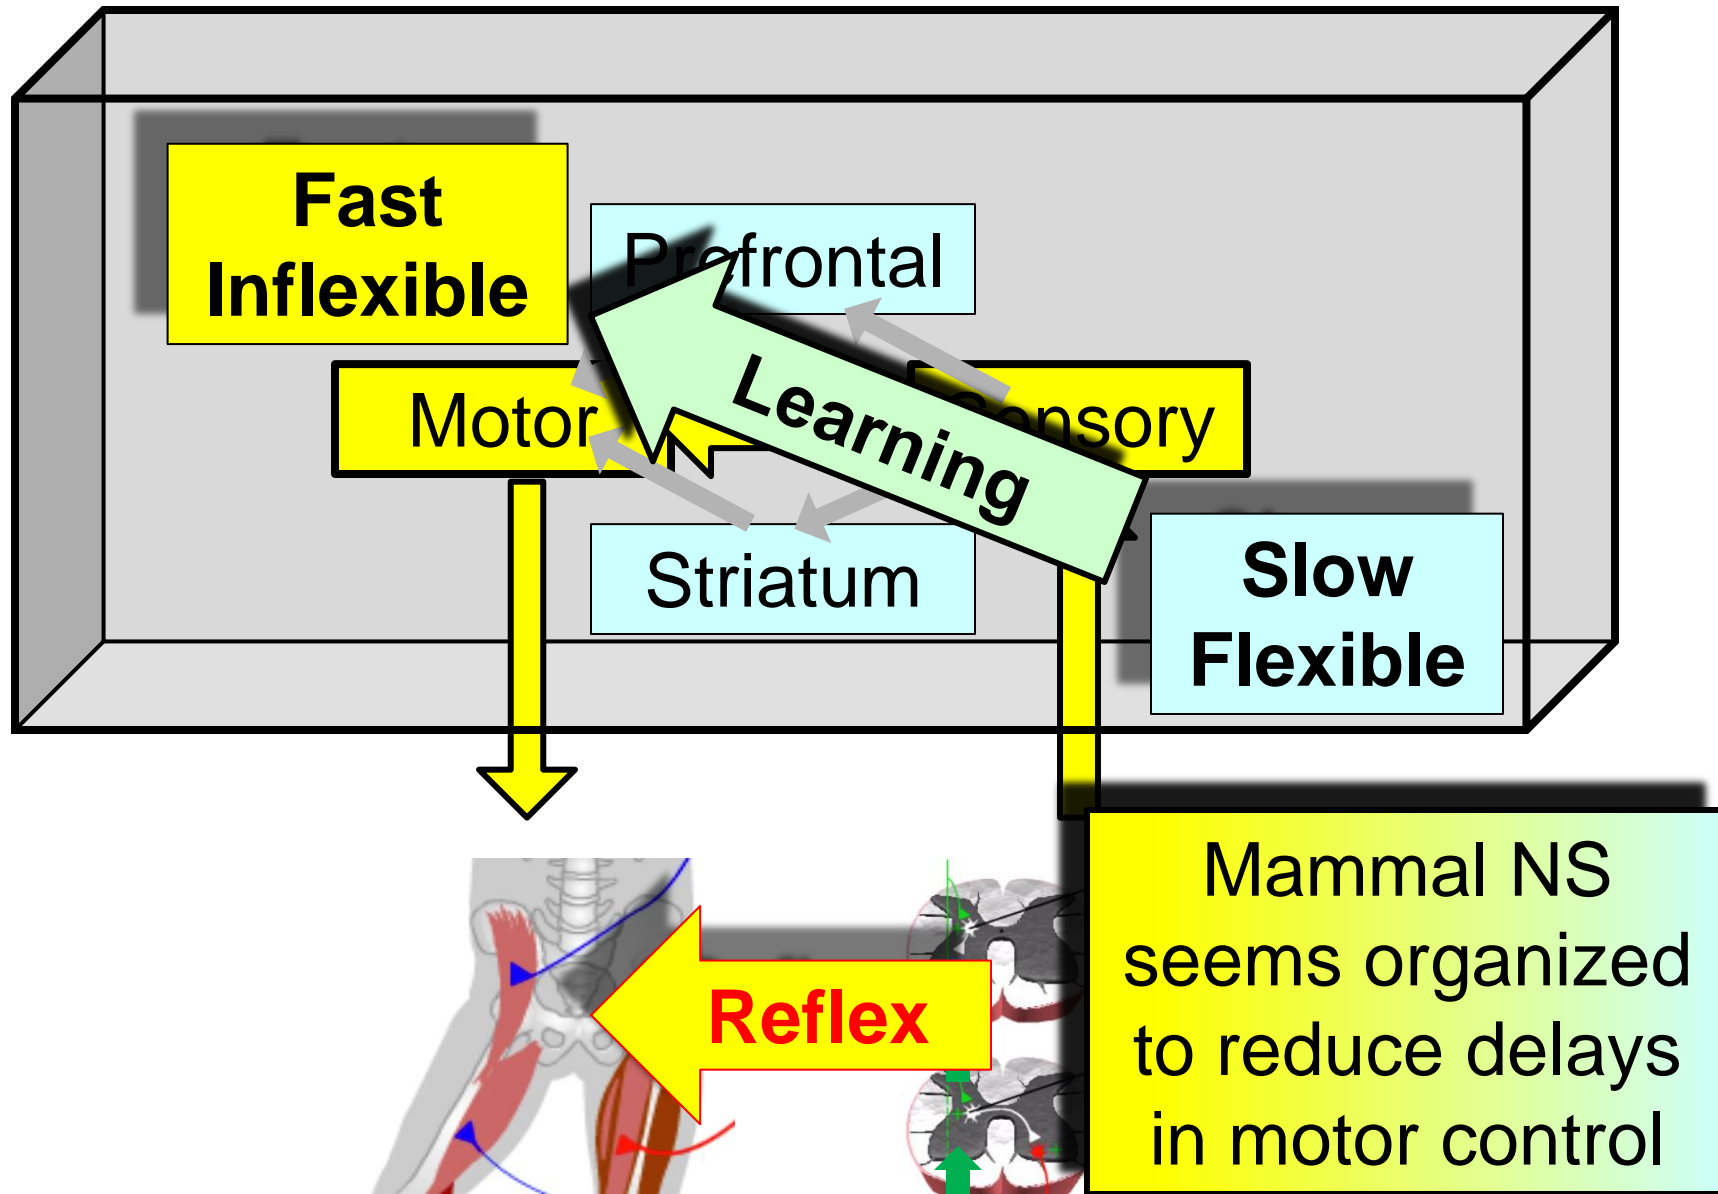 Fast
Inflexible
Prefrontal
Motor
Learning
Sensory
Striatum
Slow
Flexible
Reflex
Mammal NS
seems organized
to reduce delays
in motor control